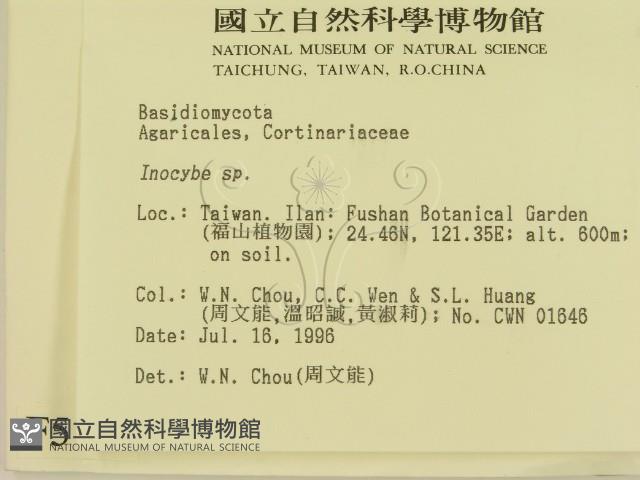 國立自然科學博物館
NATIONAL MUSEUM OF NATURAL SCIENCE
TAICHUNG, TAIWAN, R.O.CHINA
Basidiomycota
Agaricales, Cortinariaceae
Inocybe sp.
Loc.: Taiwan. Ilan: Fushan Botanical Garden
(福山植物園); 24.46N, 121.35E; alt. 600m;
on soil.
Col.: W.N. Chou, C.C. Wen & S.L. Huang
(周文能,溫昭誠,黃淑莉); No. CWN 01646
Date: Jul. 16, 1996
Det.: W.N. Chou(周文能)
國立自然科學博物館
NATIONAL MUSEUM OF NATURAL SCIENCE